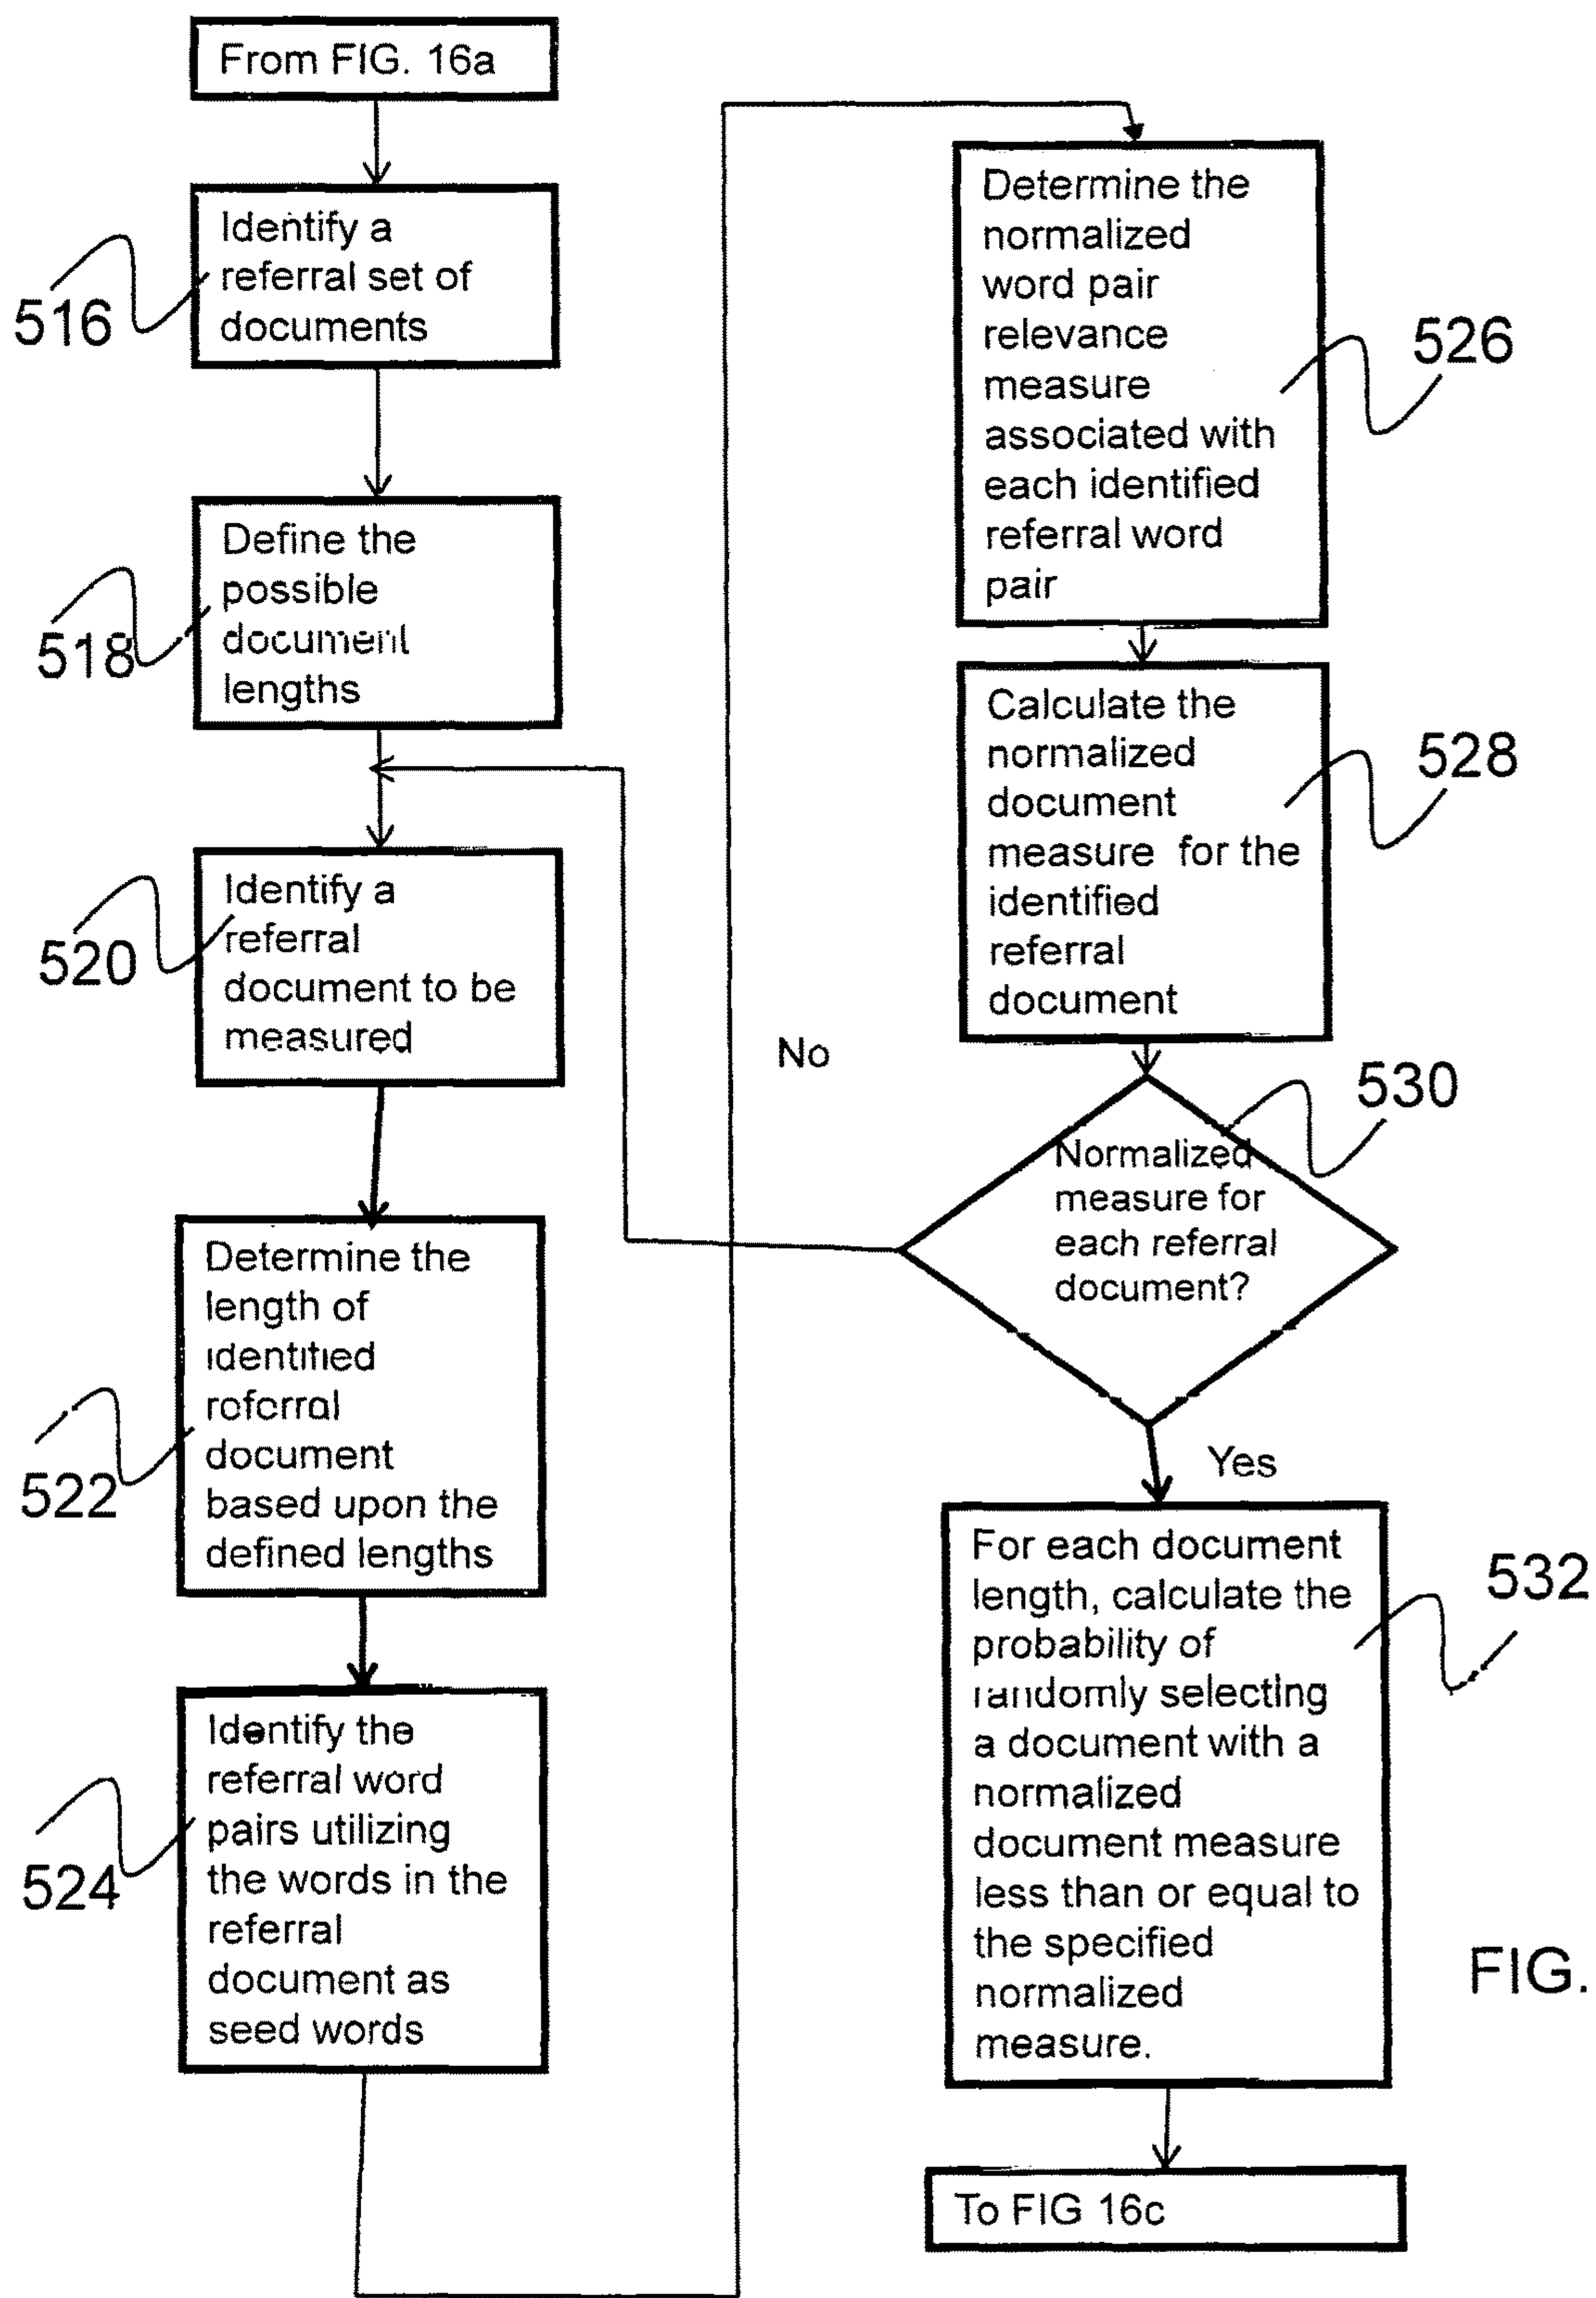 From FIG. 16a
516
Identify a
referral set of
documents
518
Define the
possible
document
lengths
520
Identify a
referral
document to be
measured
522
Determine the
length of
identified
referral
document
based upon the
defined lengths
524
Identify the
referral word
pairs utilizing
the words in the
referral
document as
seed words
Determine the
normalized
word pair
relevance
measure
associated with
each identified
referral word
pair
526
Calculate the
normalized
document
measure for the
identified
referral
document
528
No
530
Normalized
measure for
each referral
document?
Yes
For each document
length, calculate the
probability of
randomly selecting
a document with a
normalized
document measure
less than or equal to
the specified
normalized
measure.
532
FIG.
To FIG 16c